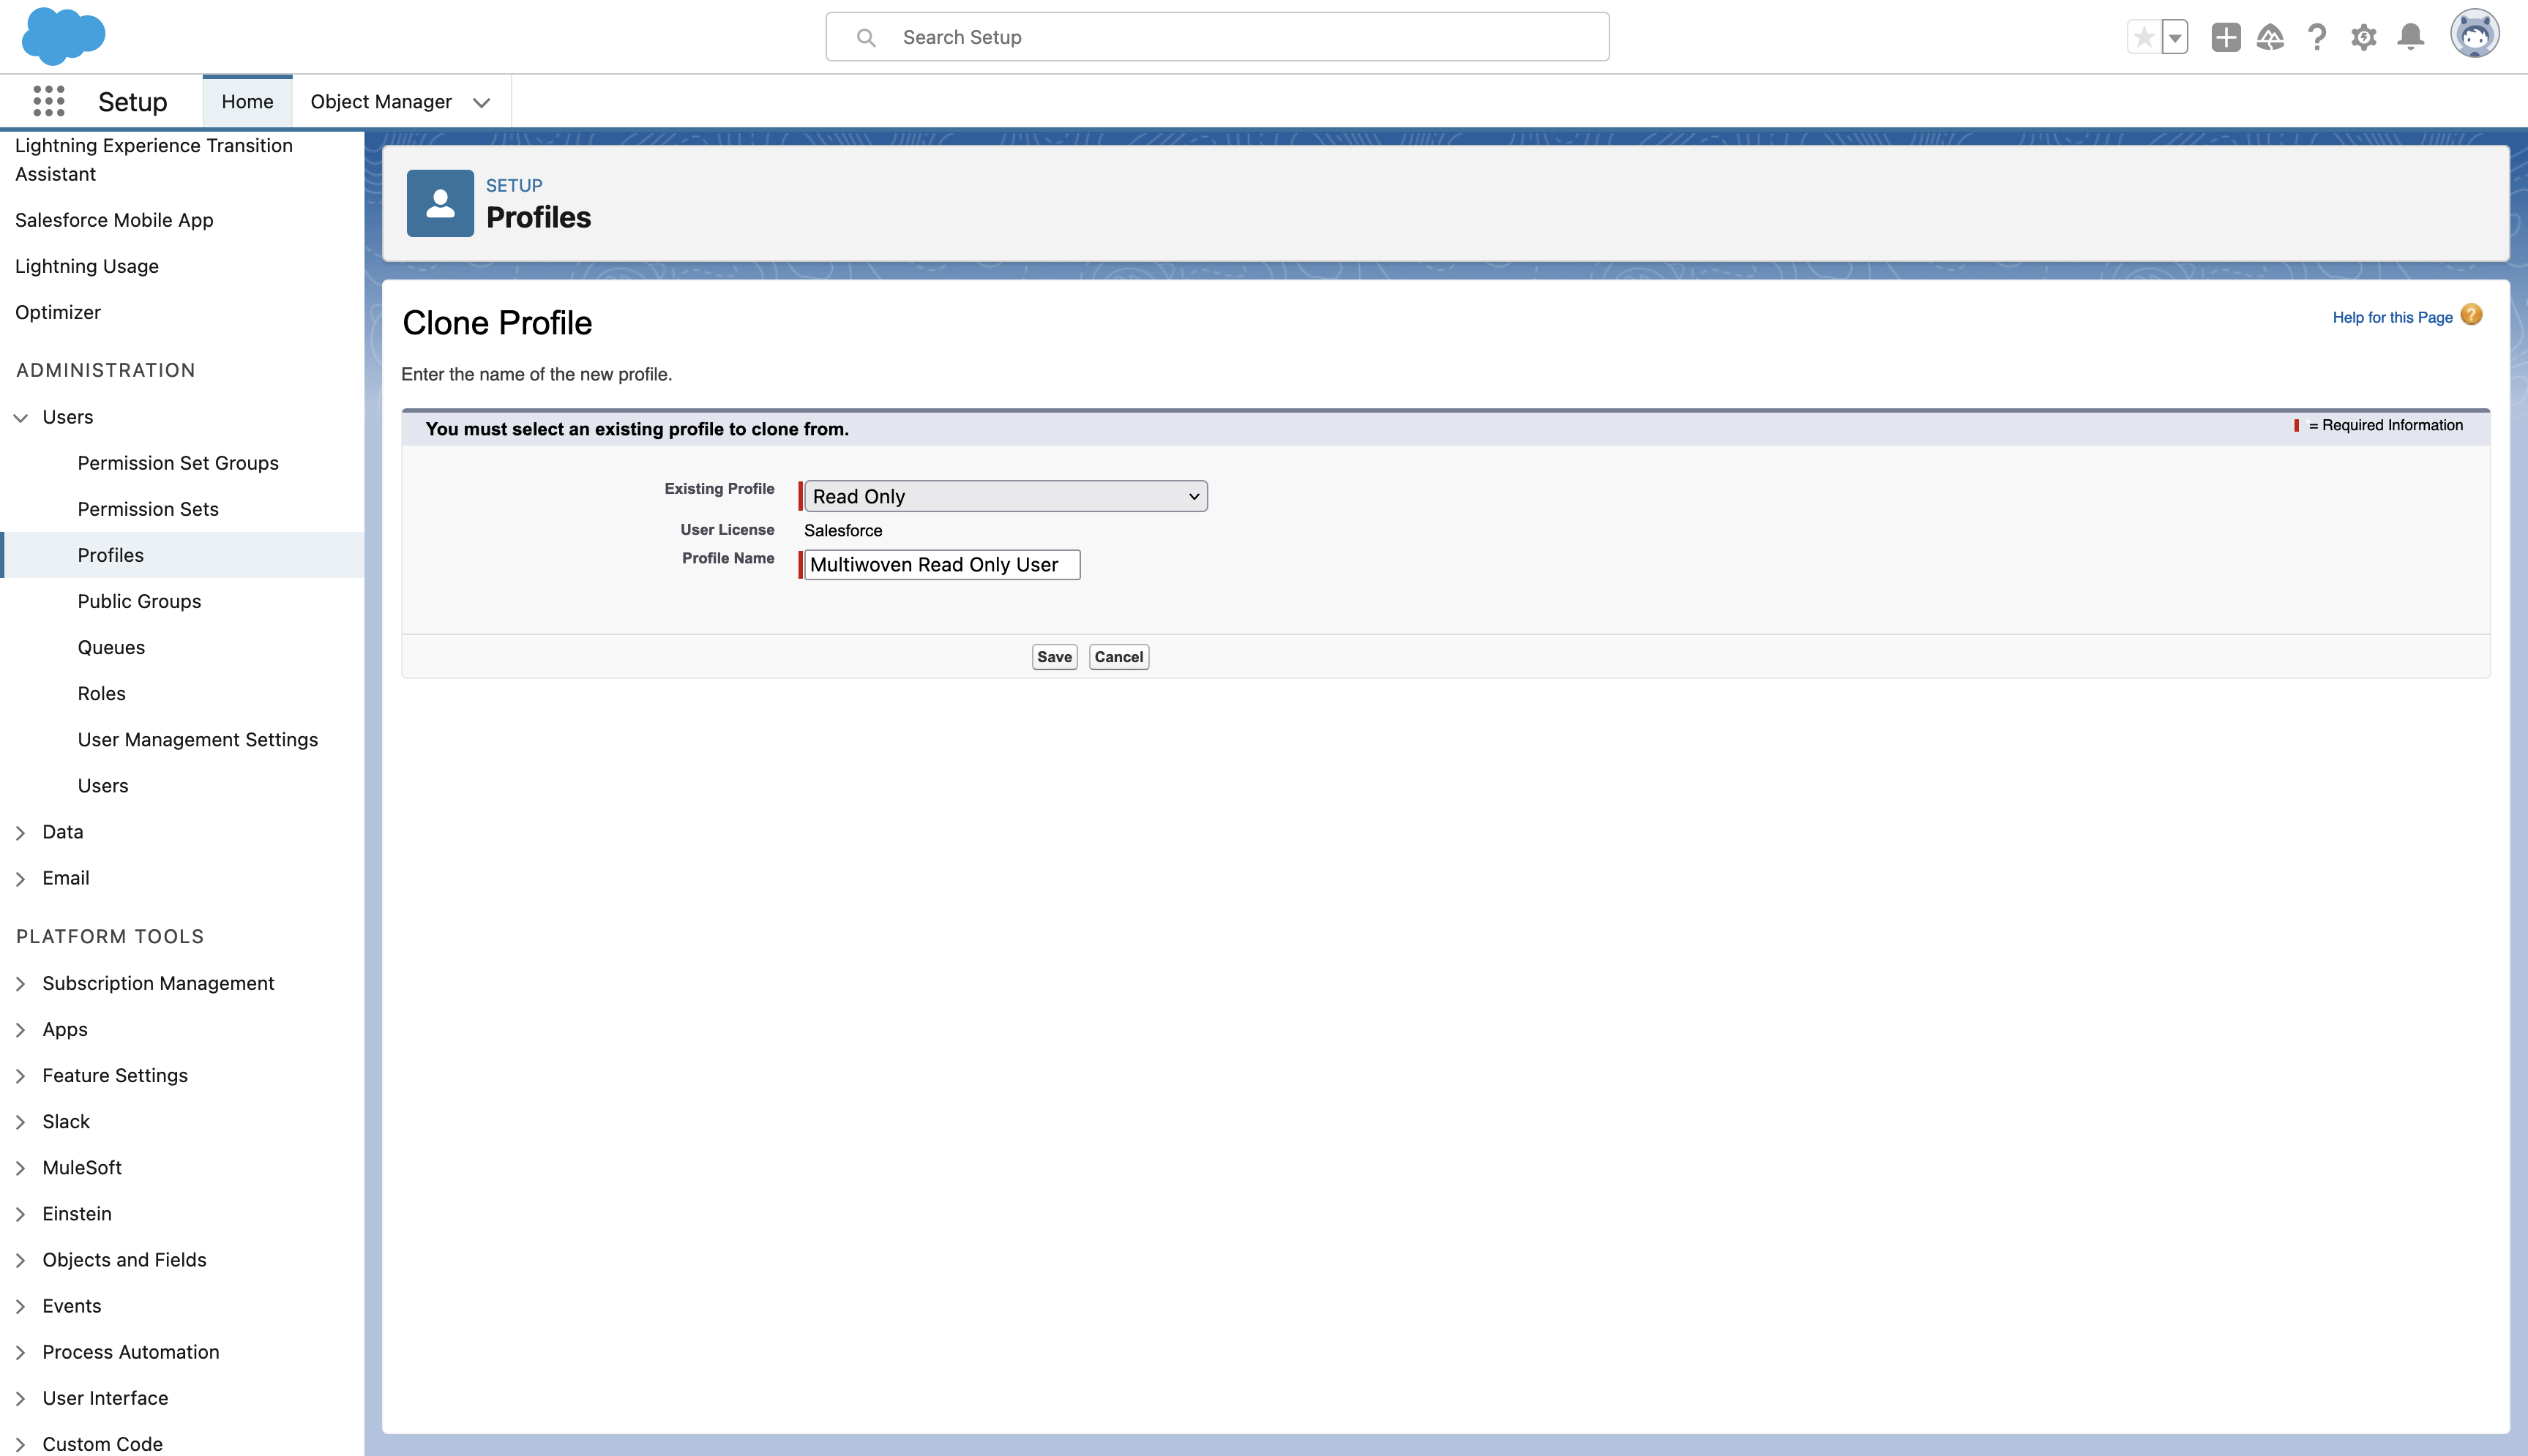 Search Setup
Setup
Home
Object Manager
Lightning Experience Transition
Assistant
Salesforce Mobile App
Lightning Usage
Optimizer
ADMINISTRATION
Users
Permission Set Groups
Permission Sets
Profiles
Public Groups
Queues
Roles
User Management Settings
Users
Data
Email
PLATFORM TOOLS
Subscription Management
Apps
Feature Settings
Slack
MuleSoft
Einstein
Objects and Fields
Events
Process Automation
User Interface
Custom Code
SETUP
Profiles
Clone Profile
Help for this Page
Enter the name of the new profile.
You must select an existing profile to clone from.
= Required Information
Existing Profile
Read Only
User License
Salesforce
Profile Name
Multiwoven Read Only User
Save
Cancel